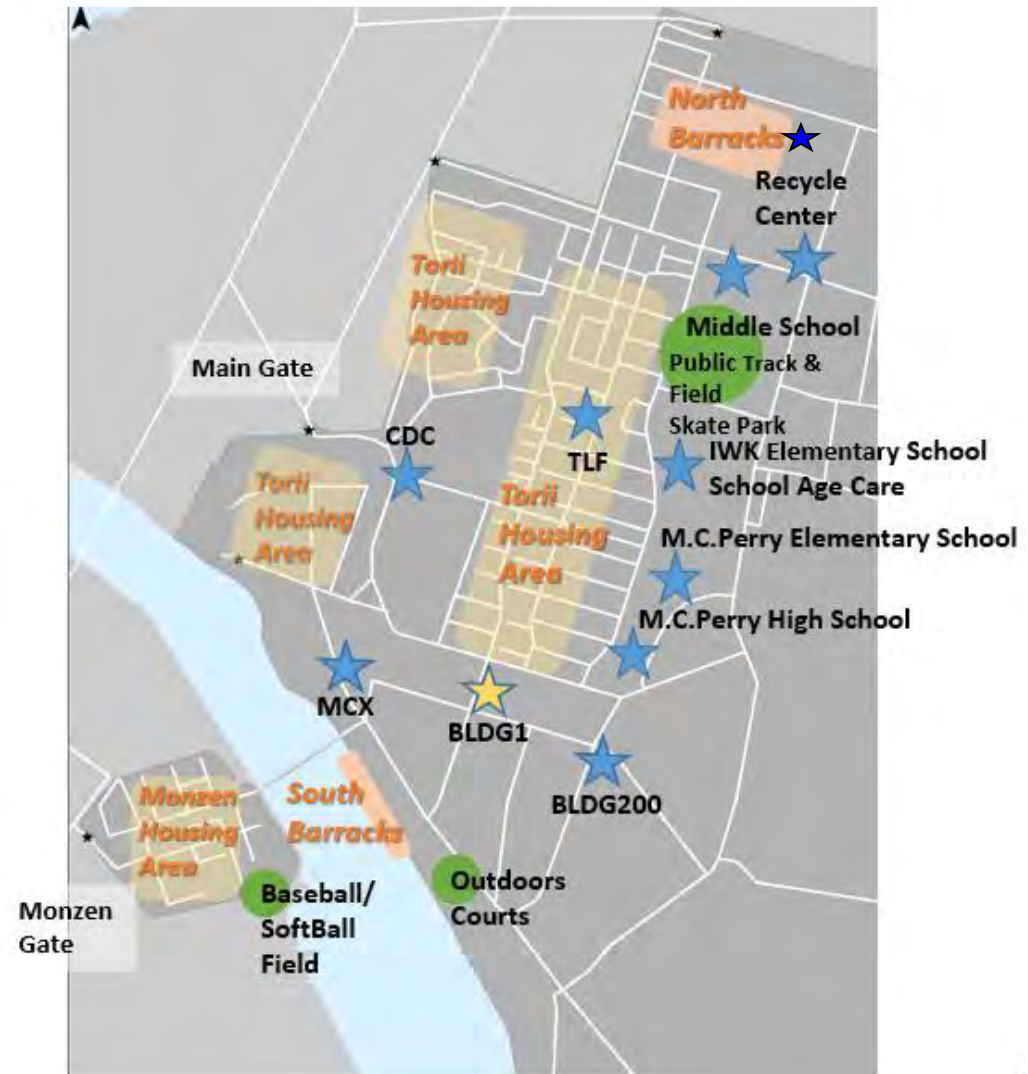 North
Barracks
Recycle
Center
Torii
Housing
Area
Middle School
Public Track &
Field
Skate Park
Main Gate
CDC
TLF
IWK Elementary School
School Age Care
Torii
Housing
Area
Torii
Housing
Area
M.C.Perry Elementary School
M.C.Perry High School
MCX
BLDG1
BLDG200
Monzen
Housing
Area
South
Barracks
Outdoors
Courts
Baseball/
SoftBall
Field
Monzen
Gate